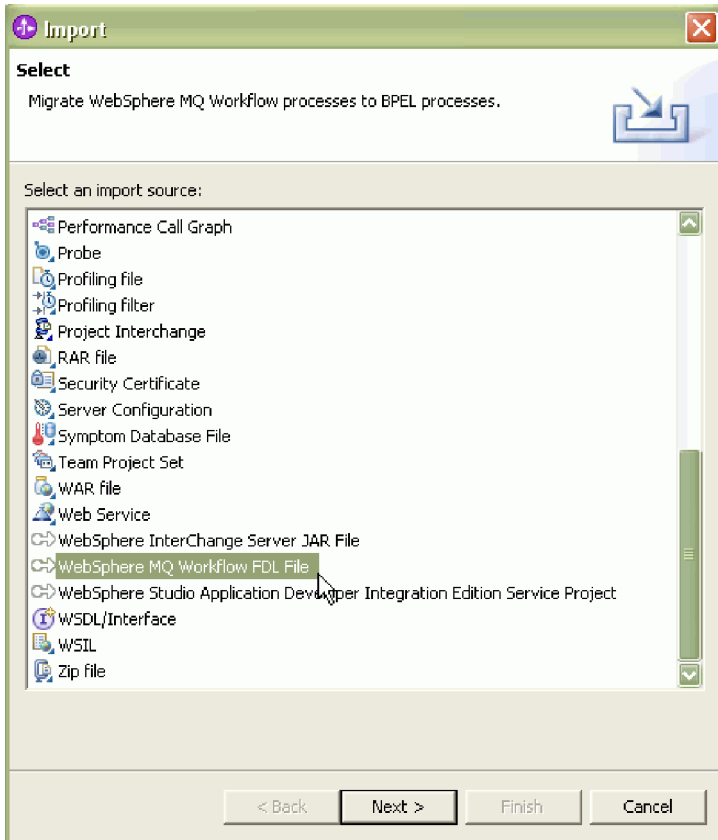 Import
Select
Migrate WebSphere MQ Workflow processes to BPEL processes.
Select an import source:
Performance Call Graph
Probe
Profiling file
Profiling filter
Project Interchange
RAR file
Security Certificate
Server Configuration
Symptom Database File
Team Project Set
WAR file
Web Service
WebSphere InterChange Server JAR File
WebSphere MQ Workflow FDL File
WebSphere Studio Application Developer Integration Edition Service Project
WSDL/Interface
WSIL
Zip file
< Back Next > Finish Cancel